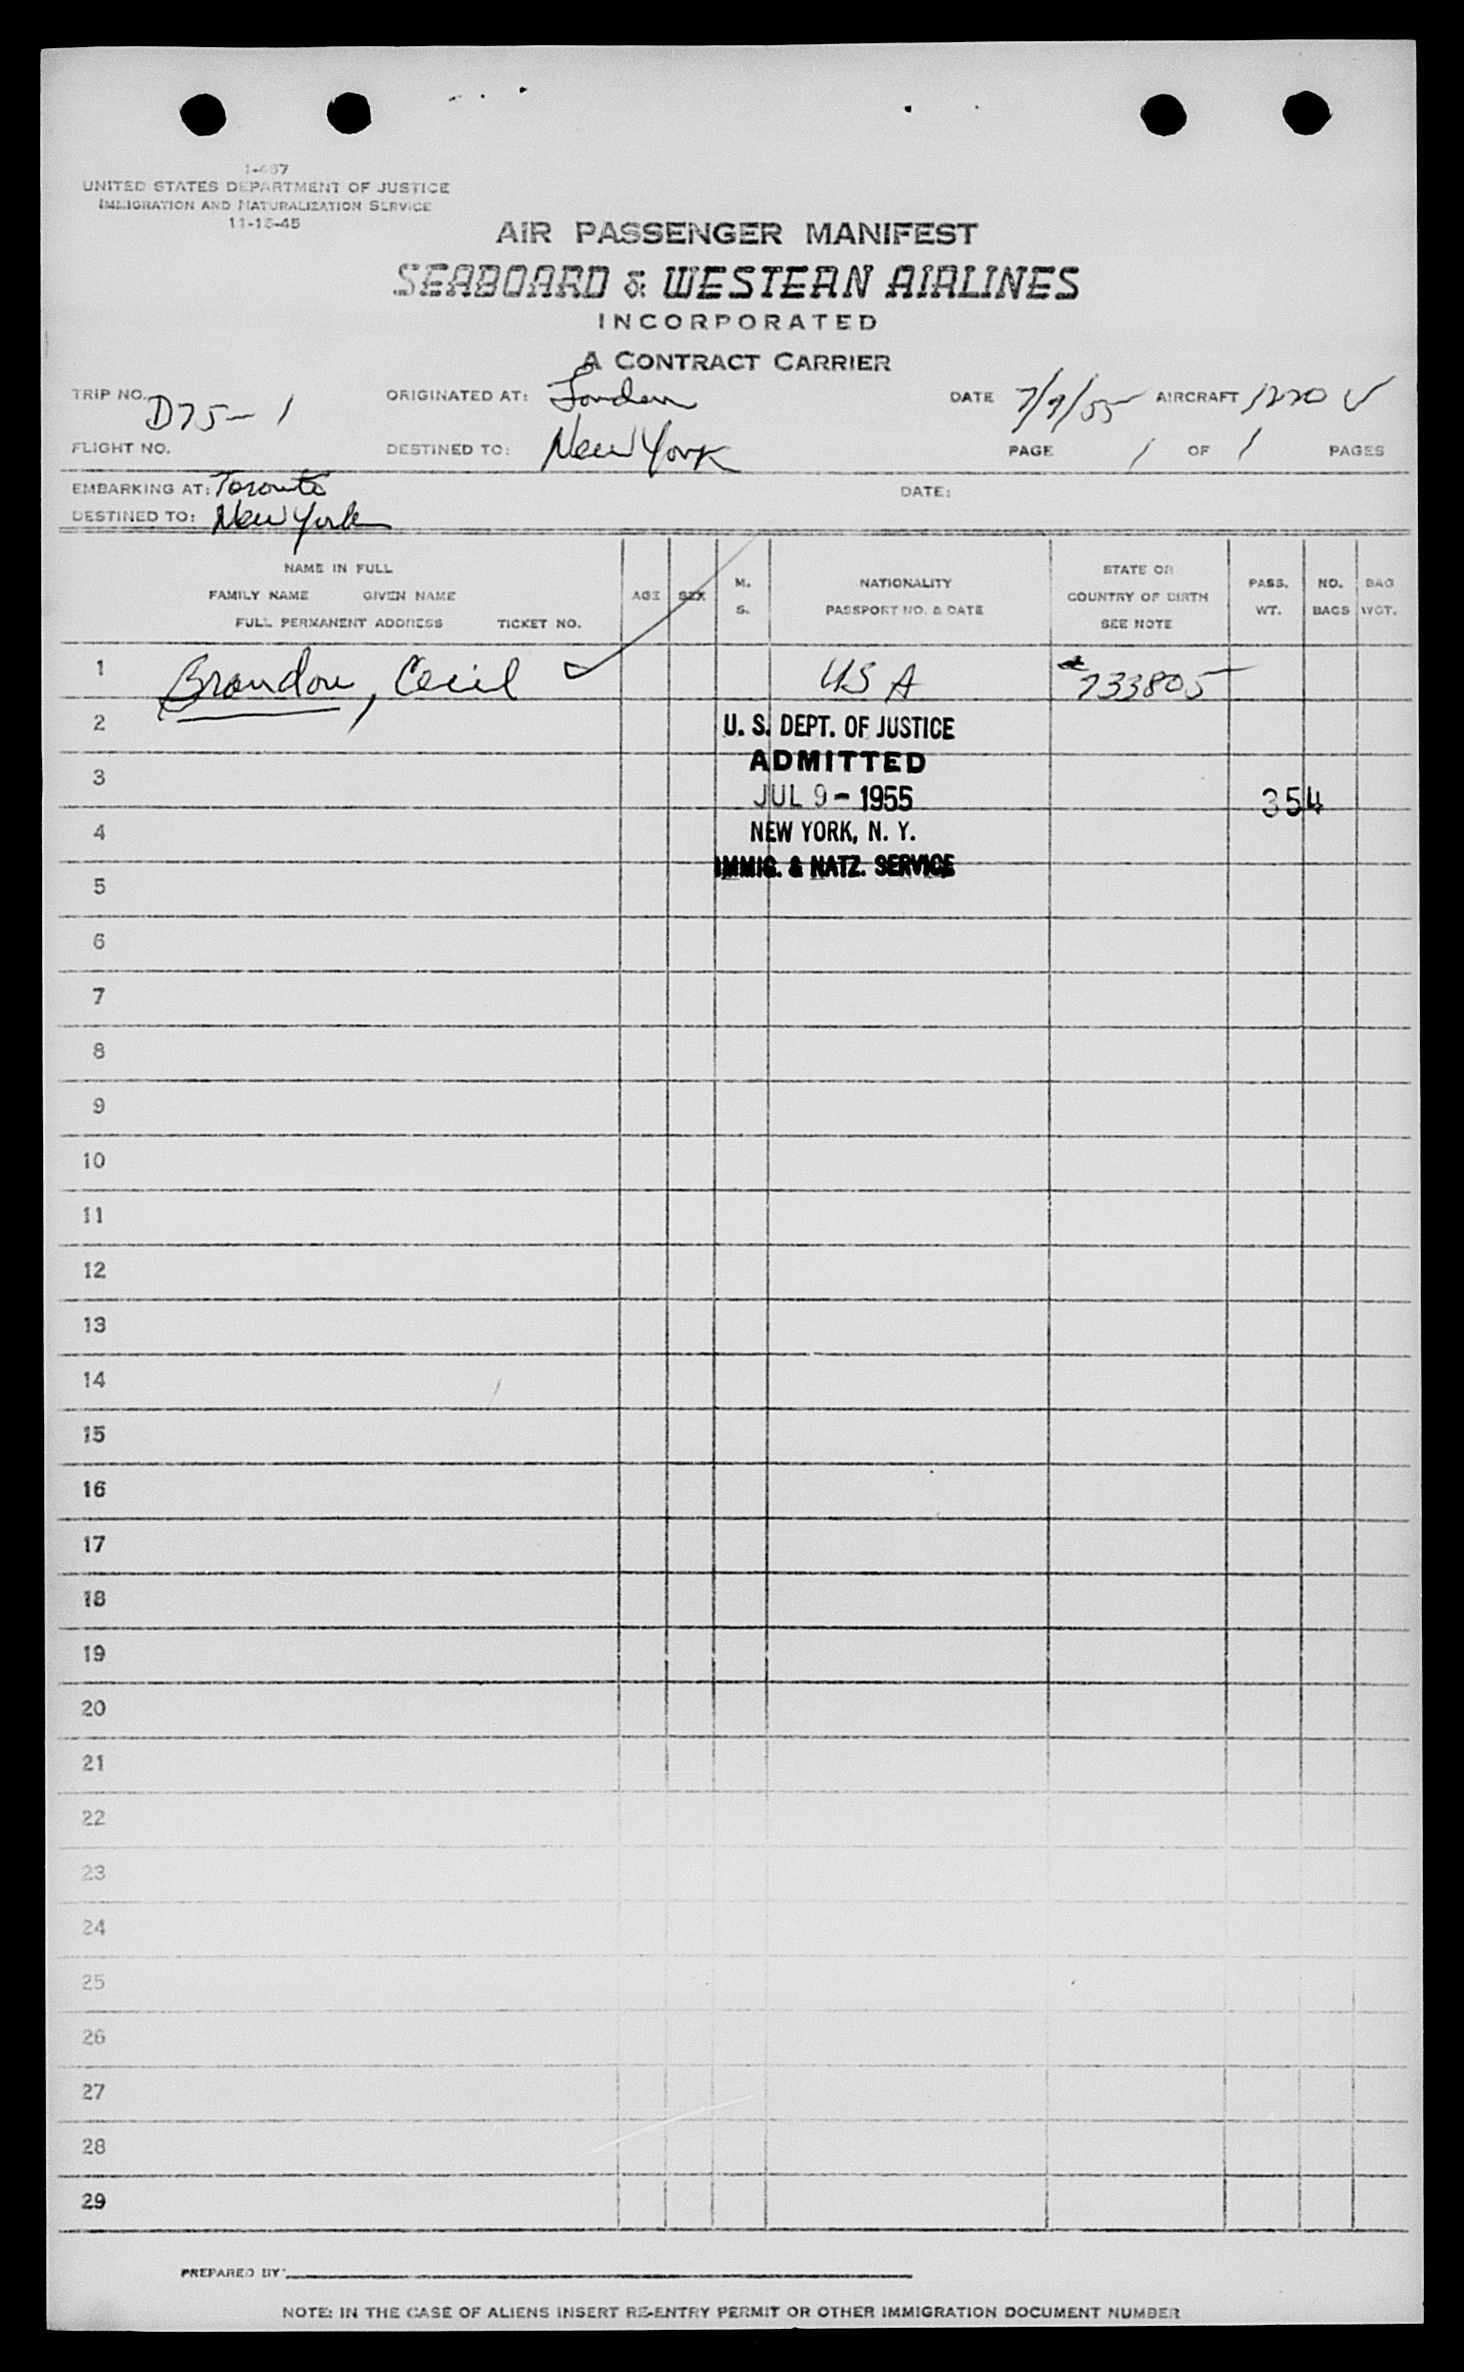 I-467
UNITED STATES DEPARTMENT OF JUSTICE
IMMIGRATION AND NATURALIZATION SERVICE
11-15-45
AIR PASSENGER MANIFEST
SEABOARD & WESTERN AIRLINES
INCORPORATED
A CONTRACT CARRIER
TRIP NO. D75-1 ORIGINATED AT: London DATE 7/9/55 AIRCRAFT 1220V
FLIGHT NO. DESTINED TO: New York PAGE 1 OF 1 PAGES
EMBARKING AT: Toronto DATE:
DESTINED TO: New York
NAME IN FULL
FAMILY NAME GIVEN NAME
FULL PERMANENT ADDRESS TICKET NO.
AGE SEX M. S.
NATIONALITY
PASSPORT NO. & DATE
STATE OR
COUNTRY OF BIRTH
SEE NOTE
PASS. WT.
NO. BAGS
BAG WGT.
1 Brandon, Cecil USA 733805
2
U. S. DEPT. OF JUSTICE
ADMITTED
3
JUL 9 - 1955 354
4
NEW YORK, N. Y.
IMMIG. & NATZ. SERVICE
5
6
7
8
9
10
11
12
13
14
15
16
17
18
19
20
21
22
23
24
25
26
27
28
29
PREPARED BY:
NOTE: IN THE CASE OF ALIENS INSERT RE-ENTRY PERMIT OR OTHER IMMIGRATION DOCUMENT NUMBER